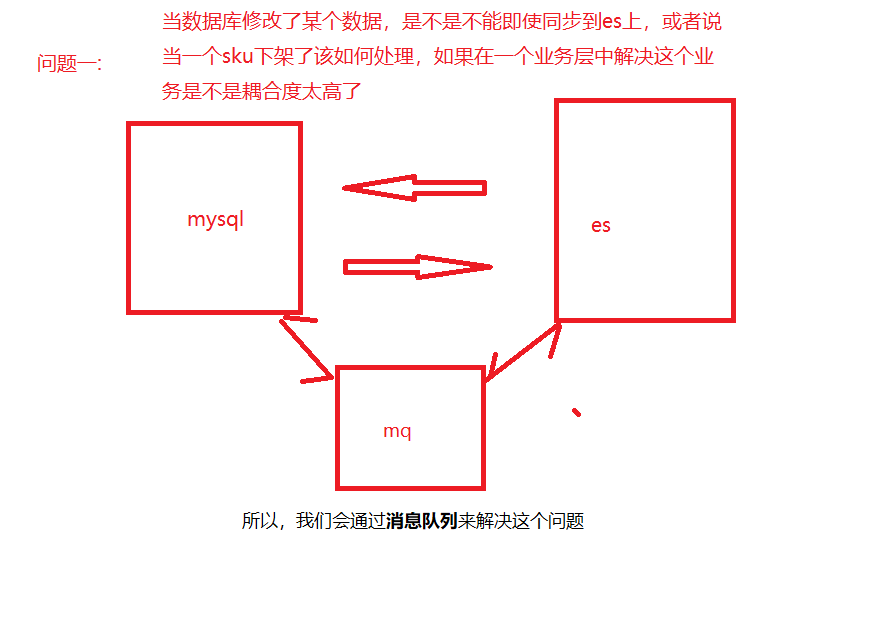 当数据库修改了某个数据，是不是不能即使同步到es上，或者说
问题一：
当一个sku下架了该如何处理，如果在一个业务层中解决这个业
务是不是耦合度太高了
mysql
es
mq
所以，我们会通过消息队列来解决这个问题